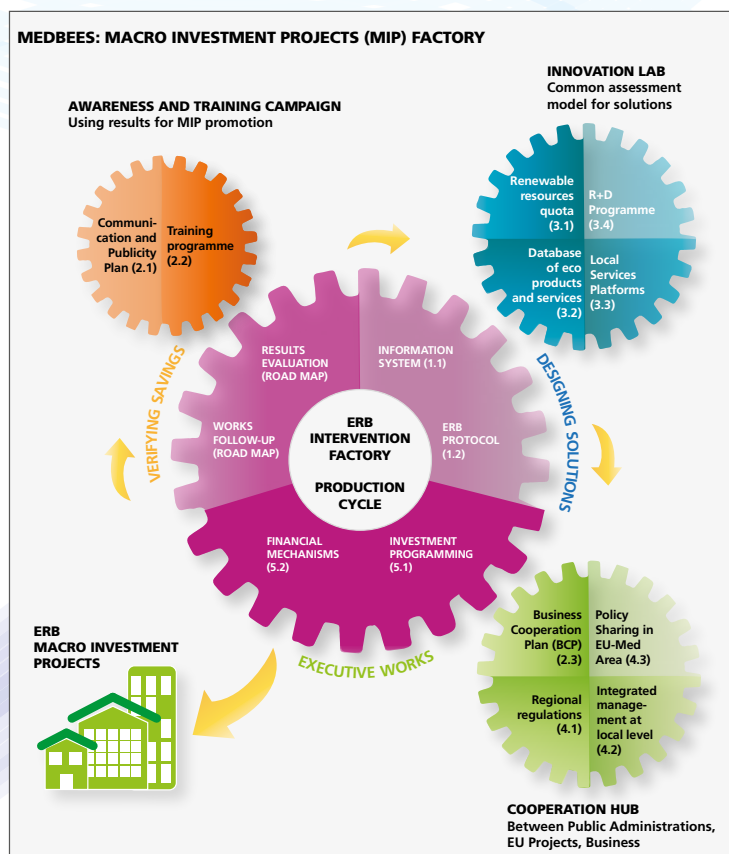 MEDBEES: MACRO INVESTMENT PROJECTS (MIP) FACTORY
INNOVATION LAB
Common assessment
model for solutions
AWARENESS AND TRAINING CAMPAIGN
Using results for MIP promotion
Renewable
resources
quota
(3.1)
R+D
Programme
(3.4)
Database
of eco
products
and services
(3.2)
Local
Services
Platforms
(3.3)
Communi-
cation and
Publicity
Plan (2.1)
Training
programme
(2.2)
VERIFYING SAVINGS
DESIGNING SOLUTIONS
EXECUTIVE WORKS
RESULTS
EVALUATION
(ROAD MAP)
INFORMATION
SYSTEM (1.1)
WORKS
FOLLOW-UP
(ROAD MAP)
ERB
INTERVENTION
FACTORY
PRODUCTION
CYCLE
ERB
PROTOCOL
(1.2)
FINANCIAL
MECHANISMS
(5.2)
INVESTMENT
PROGRAMMING
(5.1)
ERB
MACRO INVESTMENT
PROJECTS
Business
Cooperation
Plan (BCP)
(2.3)
Policy
Sharing in
EU-Med
Area (4.3)
Regional
regulations
(4.1)
Integrated
manage-
ment at
local level
(4.2)
COOPERATION HUB
Between Public Administrations,
EU Projects, Business